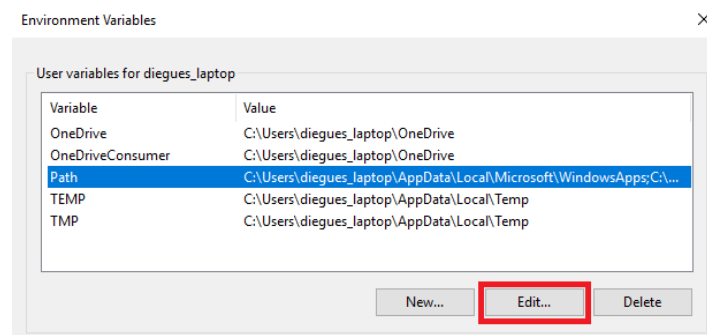 Environment Variables
User variables for diegues_laptop
Variable Value
OneDrive C:\Users\diegues_laptop\OneDrive
OneDriveConsumer C:\Users\diegues_laptop\OneDrive
Path C:\Users\diegues_laptop\AppData\Local\Microsoft\WindowsApps;C:\...
TEMP C:\Users\diegues_laptop\AppData\Local\Temp
TMP C:\Users\diegues_laptop\AppData\Local\Temp
New... Edit... Delete